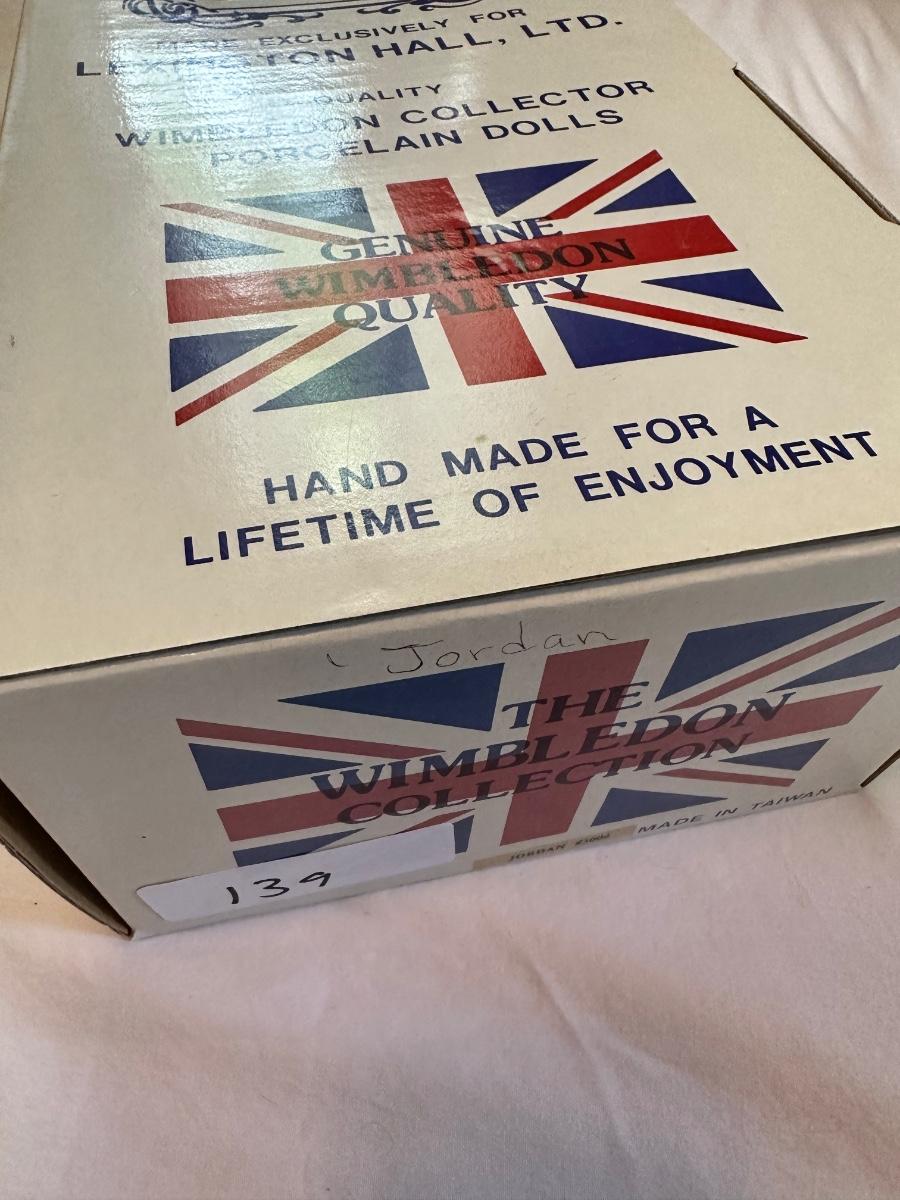 MADE EXCLUSIVELY FOR
LEXINGTON HALL, LTD.
QUALITY
WIMBLEDON COLLECTOR
PORCELAIN DOLLS
GENUINE
WIMBLEDON
QUALITY
HAND MADE FOR A
LIFETIME OF ENJOYMENT
Jordan
THE
WIMBLEDON
COLLECTION
MADE IN TAIWAN
JORDAN
139